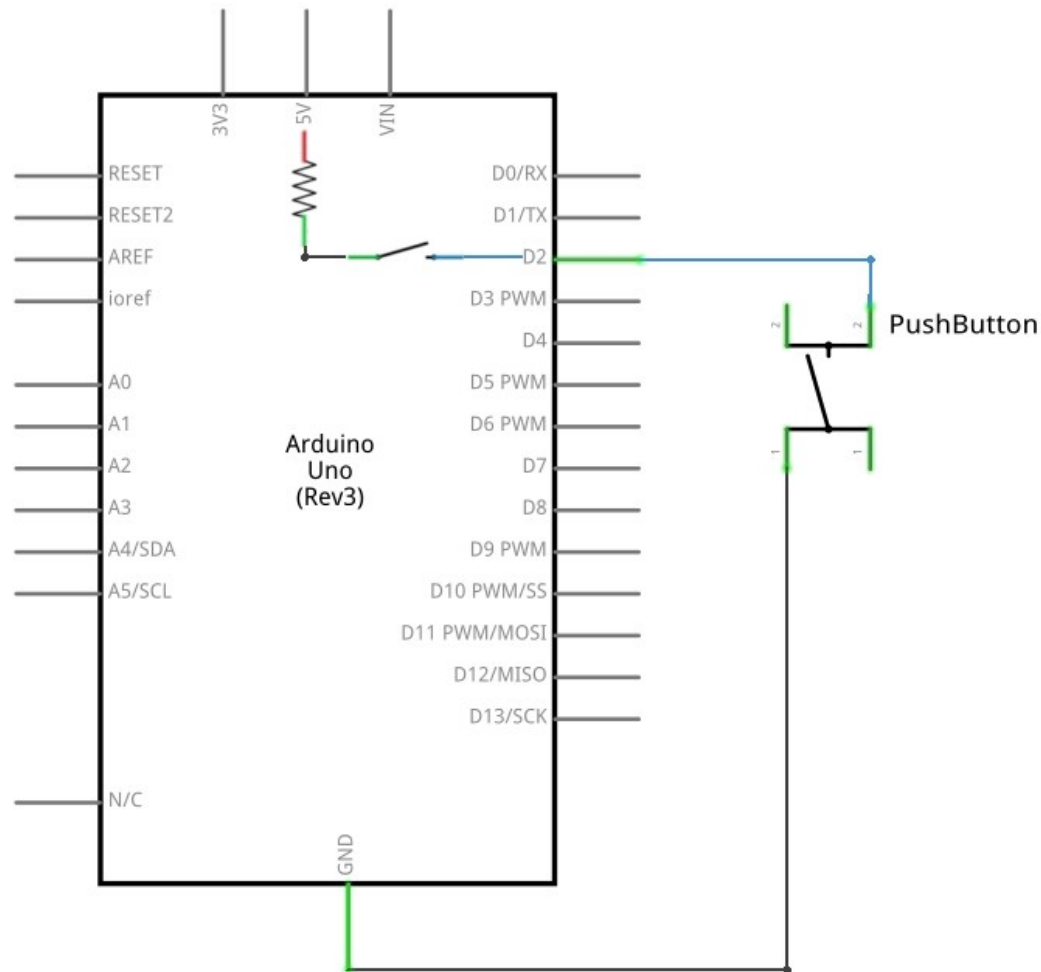 3V3
5V
VIN
RESET
RESET2
AREF
ioref
A0
A1
A2
A3
A4/SDA
A5/SCL
N/C
Arduino
Uno
(Rev3)
D0/RX
D1/TX
D2
D3 PWM
D4
D5 PWM
D6 PWM
D7
D8
D9 PWM
D10 PWM/SS
D11 PWM/MOSI
D12/MISO
D13/SCK
GND
2
2
PushButton
1
1